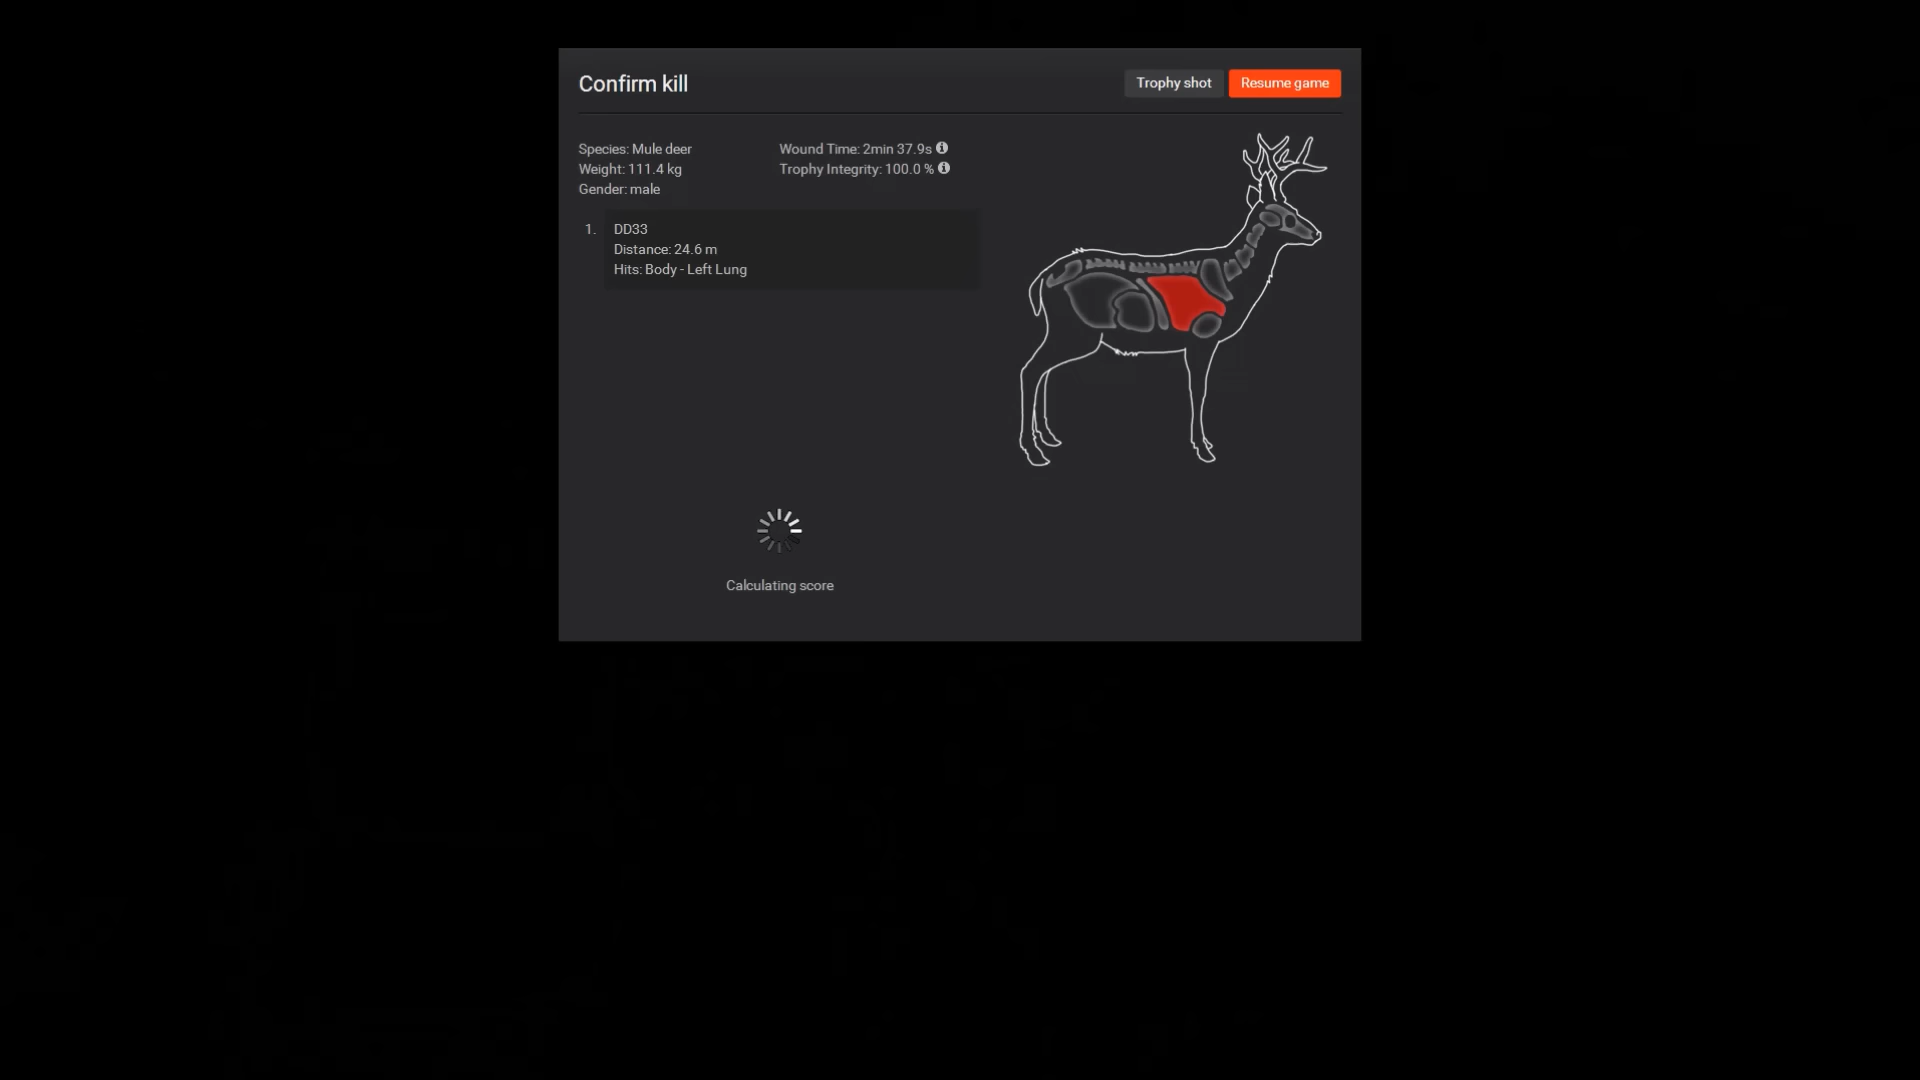 Confirm kill
Trophy shot
Resume game
Species: Mule deer
Weight: 111.4 kg
Gender: male
Wound Time: 2min 37.9s
Trophy Integrity: 100.0 %
1.
DD33
Distance: 24.6 m
Hits: Body - Left Lung
Calculating score